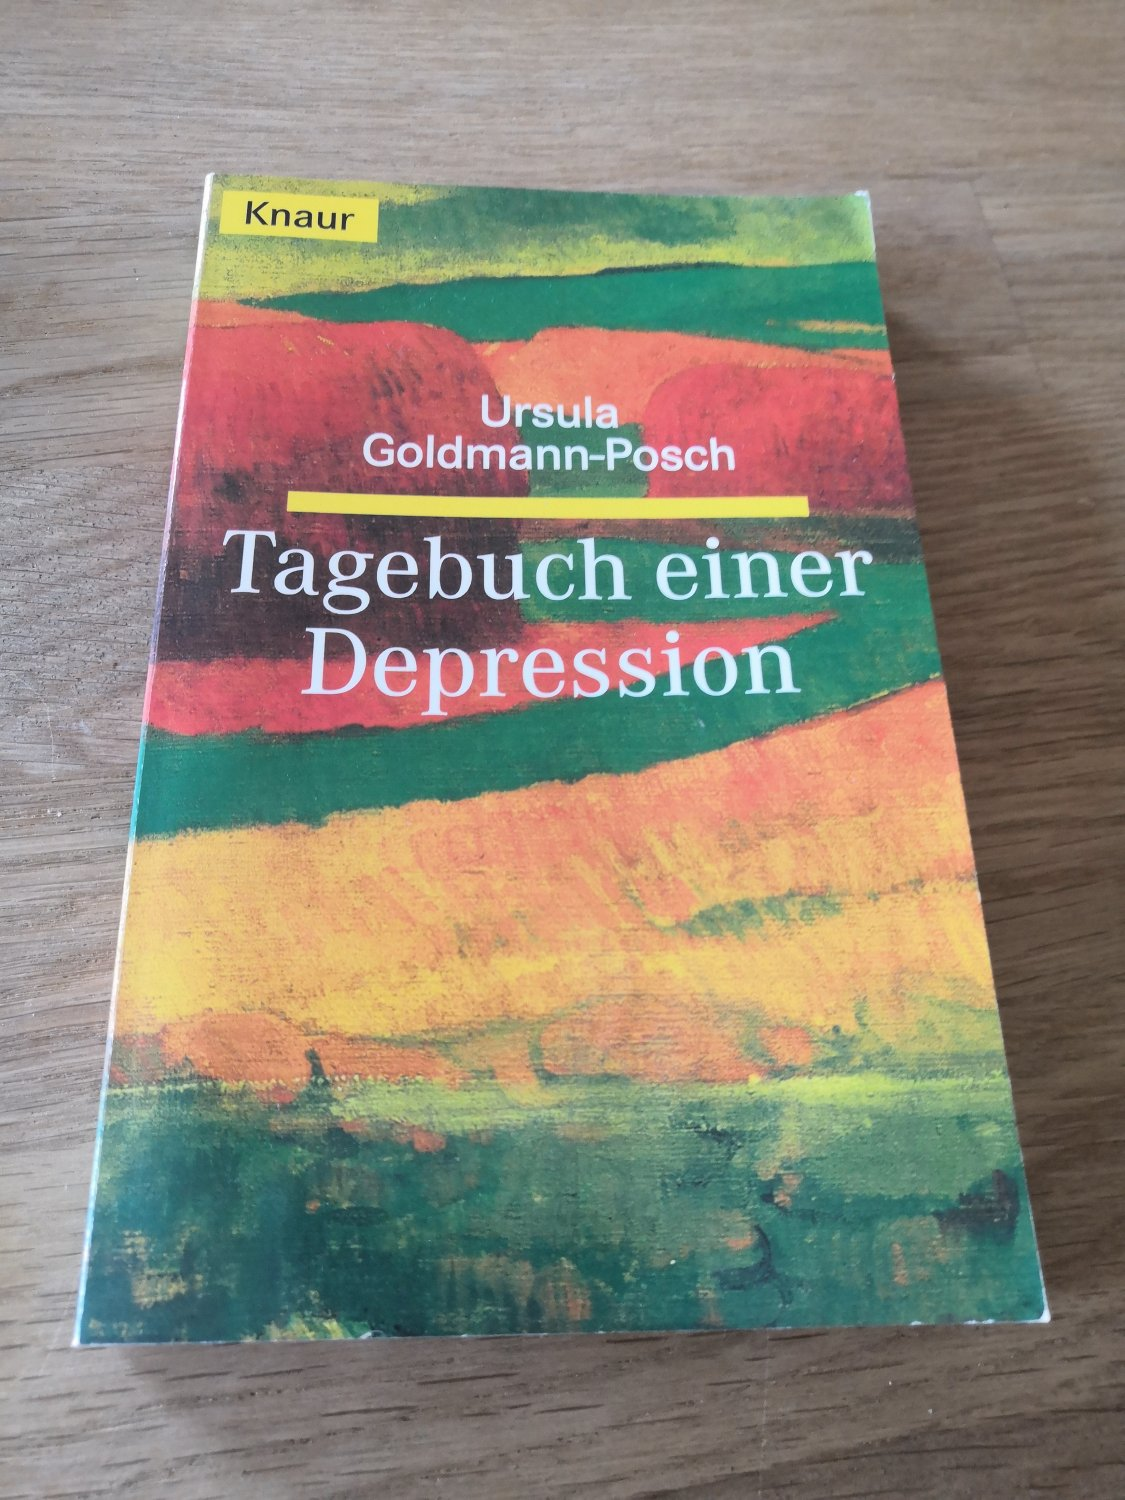 Knaur
Ursula
Goldmann-Posch
Tagebuch einer
Depression